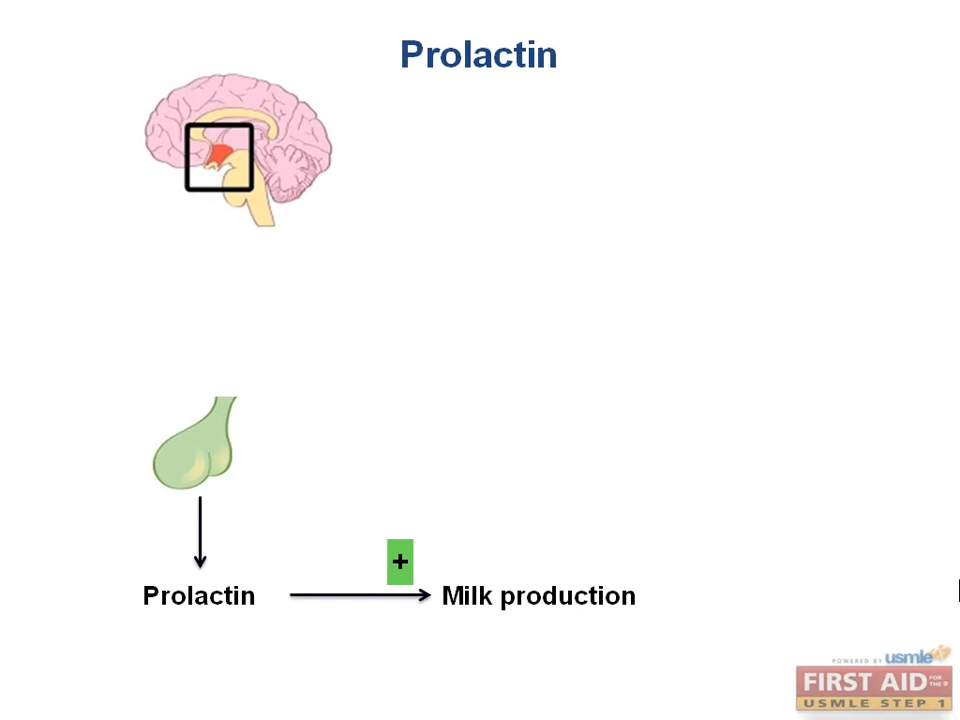 Prolactin
+
Prolactin
Milk production
POWERED BY usmle
FIRST AID FOR THE®
USMLE STEP 1